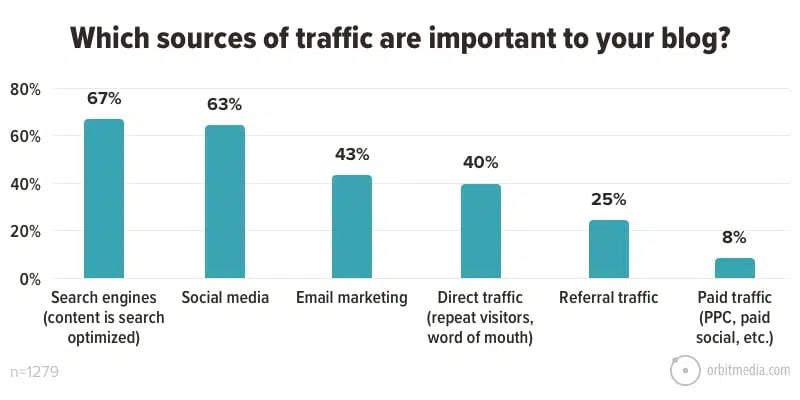 Which sources of traffic are important to your blog?
80%
60%
40%
20%
0%
67%
63%
43%
40%
25%
8%
Search engines
(content is search
optimized)
Social media
Email marketing
Direct traffic
(repeat visitors,
word of mouth)
Referral traffic
Paid traffic
(PPC, paid
social, etc.)
n=1279
orbitmedia.com